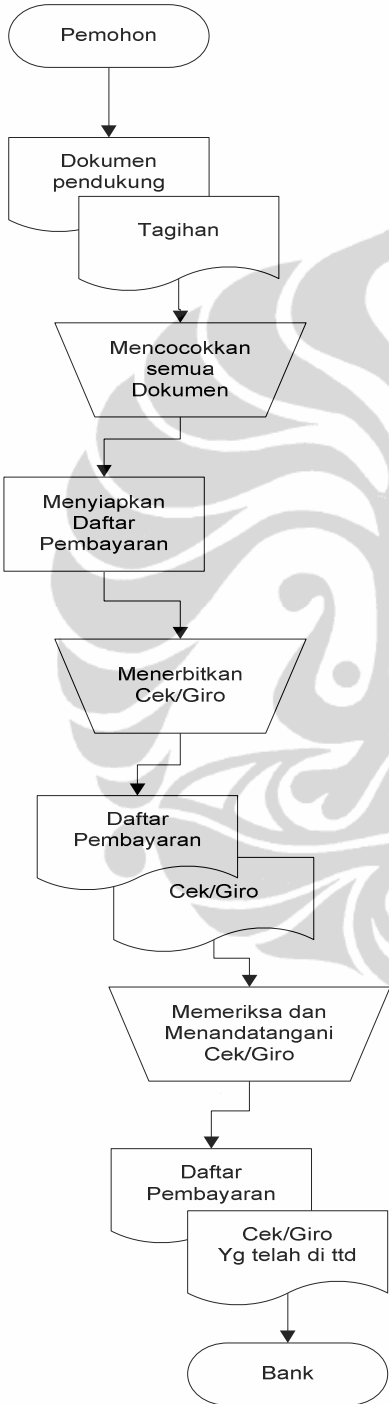 Pemohon
Dokumen
pendukung
Tagihan
Mencocokkan
semua
Dokumen
Menyiapkan
Daftar
Pembayaran
Menerbitkan
Cek/Giro
Daftar
Pembayaran
Cek/Giro
Memeriksa dan
Menandatangani
Cek/Giro
Daftar
Pembayaran
Cek/Giro
Yg telah di ttd
Bank